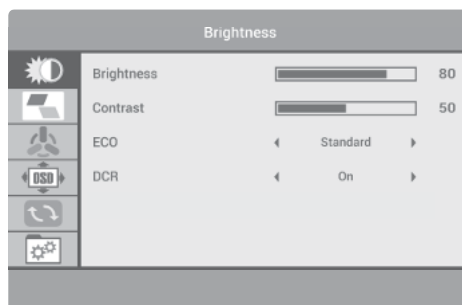 Brightness
Brightness 80
Contrast 50
ECO Standard
DCR On
OSD